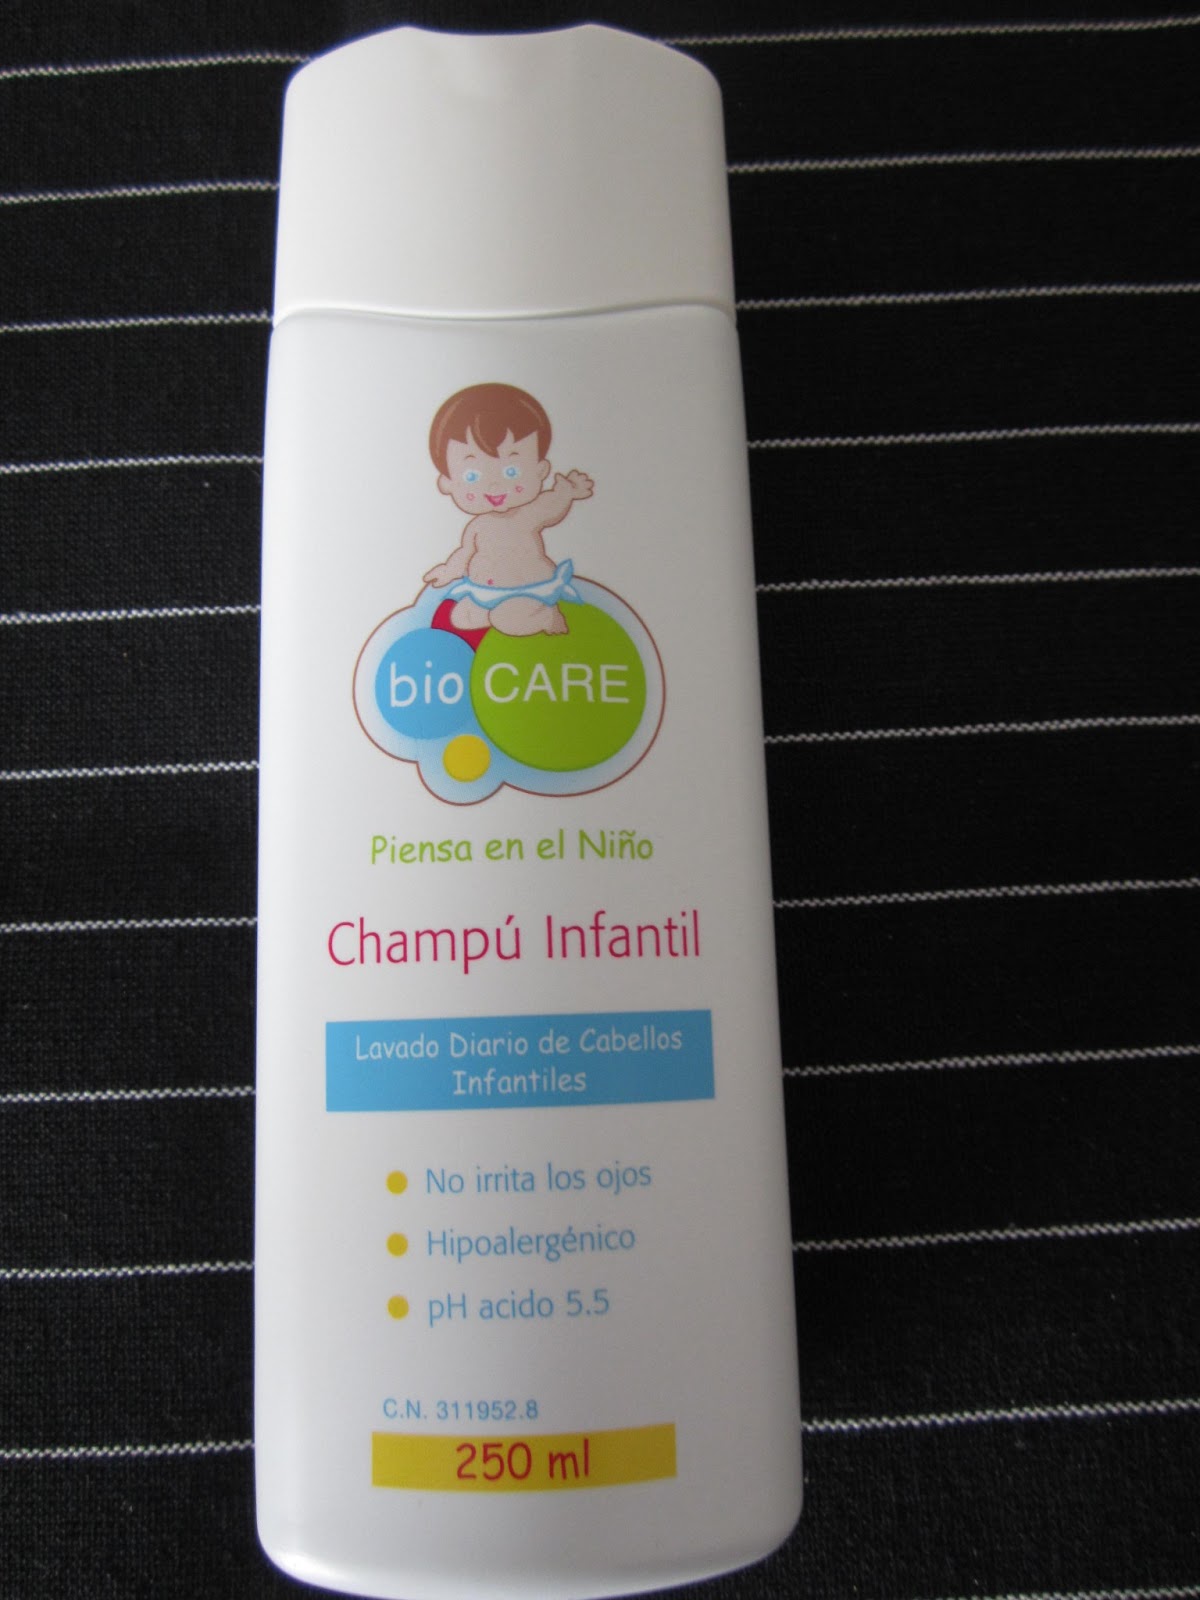 bio CARE
Piensa en el Niño
Champú Infantil
Lavado Diario de Cabellos
Infantiles
No irrita los ojos
Hipoalergénico
pH acido 5.5
C.N. 311952.8
250 ml